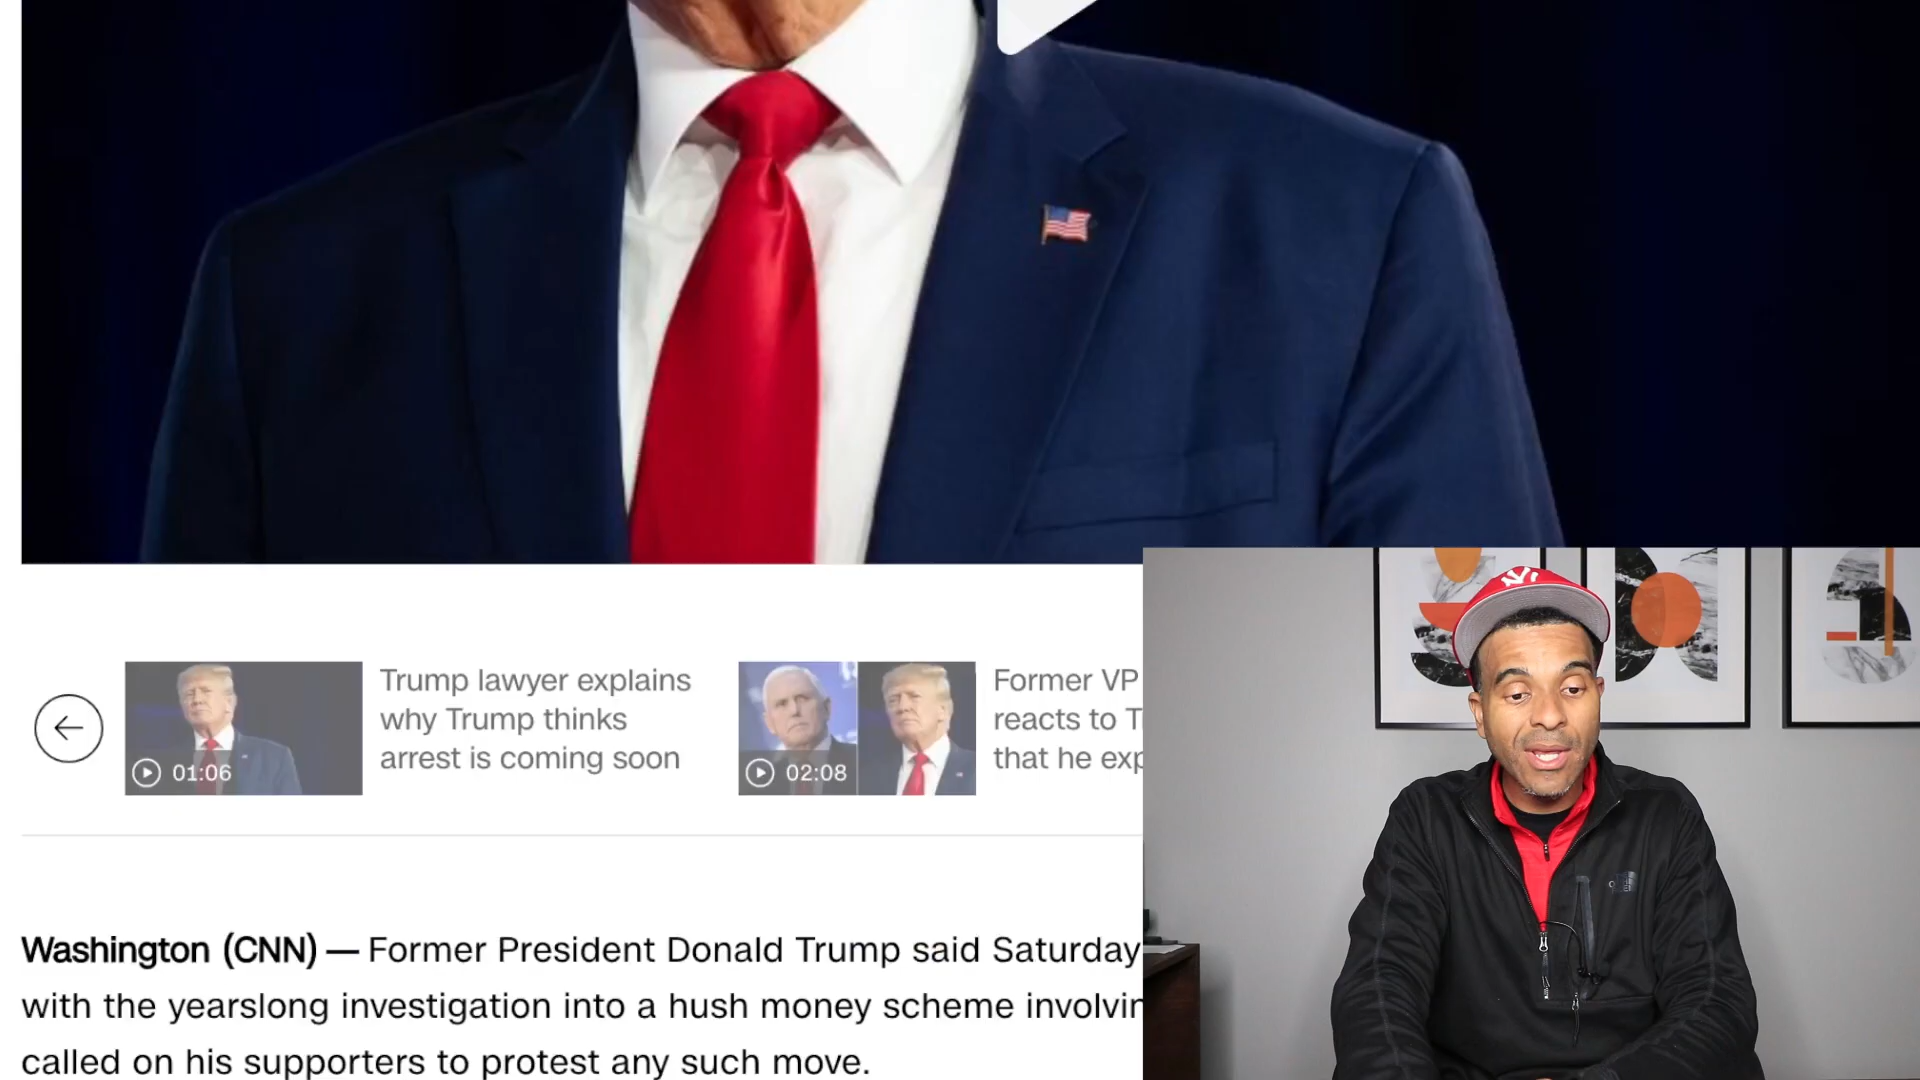 01:06
Trump lawyer explains
why Trump thinks
arrest is coming soon
02:08
Former VP
reacts to T
that he exp
Washington (CNN) — Former President Donald Trump said Saturday
with the yearslong investigation into a hush money scheme involvin
called on his supporters to protest any such move.
NY